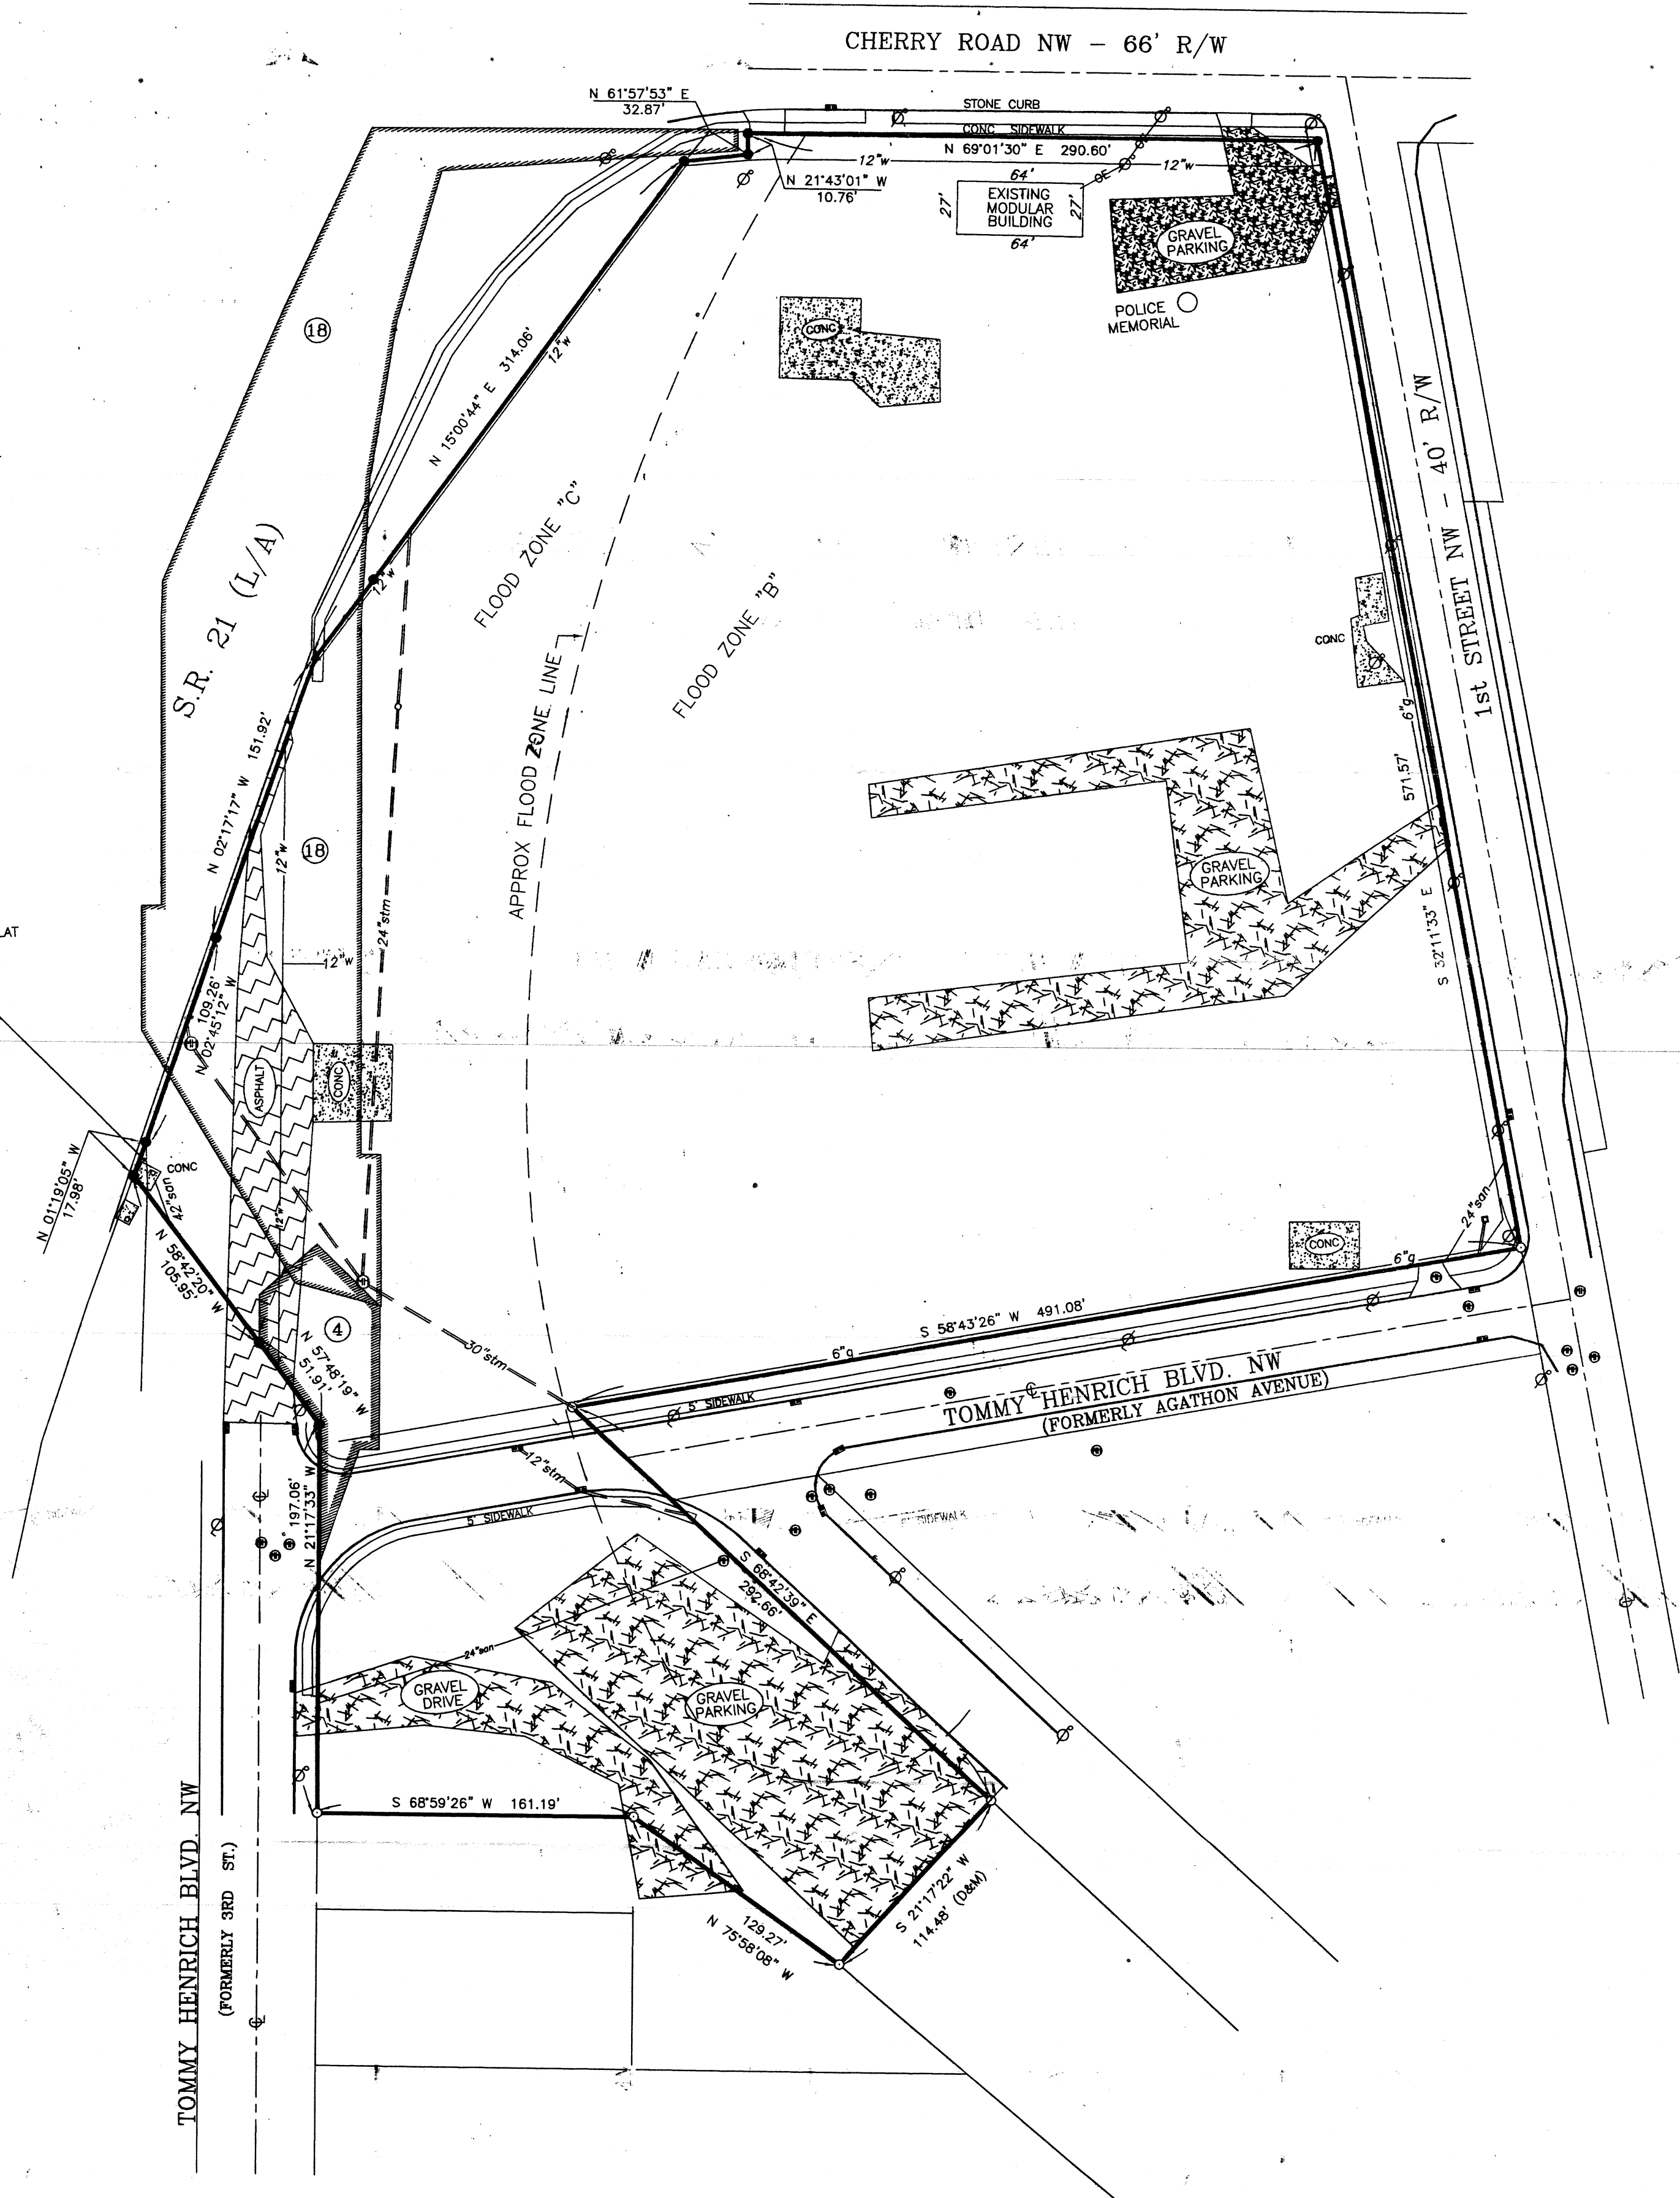 CHERRY ROAD NW - 66' R/W
N 61°57'53" E
32.87'
STONE CURB
CONC SIDEWALK
N 69°01'30" E 290.60'
12"w
12"w
OE
OE
N 21°43'01" W
10.76'
64'
27'
EXISTING
MODULAR
BUILDING
27'
64'
GRAVEL
PARKING
POLICE
MEMORIAL
CONC
18
N 15°00'44" E 314.06'
12"w
12"w
S.R. 21 (L/A)
FLOOD ZONE "C"
FLOOD ZONE "B"
APPROX FLOOD ZONE LINE
1st STREET NW - 40' R/W
CONC
6"g
571.57'
S 32°11'33" E
N 02°17'17" W 151.92'
18
12"w
24"stm
12"w
GRAVEL
PARKING
LAT
109.26'
N 02°45'12" W
ASPHALT
CONC
N 01°19'05" W
17.98'
CONC
42"san
12"w
N 58°42'20" W
105.95'
4
N 57°48'19" W
51.91'
30"stm
24"san
CONC
6"g
S 58°43'26" W 491.08'
6"g
5' SIDEWALK
TOMMY HENRICH BLVD. NW
(FORMERLY AGATHON AVENUE)
12"stm
197.06'
N 21°17'33" W
5' SIDEWALK
SIDEWALK
S 68°42'39" E
292.66'
24"san
GRAVEL
DRIVE
GRAVEL
PARKING
S 68°59'26" W 161.19'
129.27'
N 75°58'08" W
S 21°17'22" W
114.48' (D&M)
TOMMY HENRICH BLVD. NW
(FORMERLY 3RD ST.)